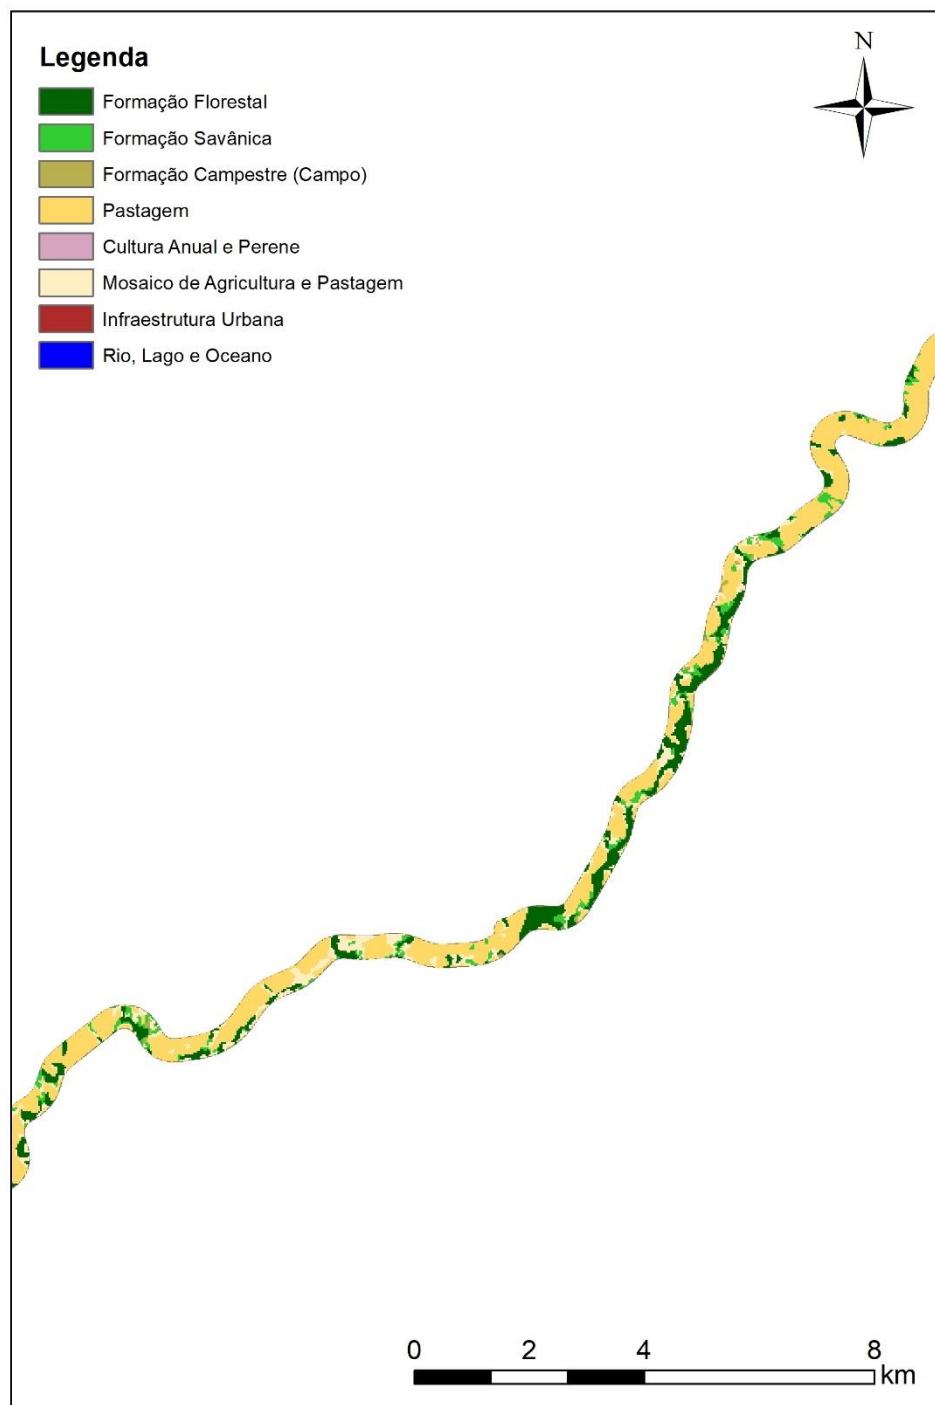 Legenda
Formação Florestal
Formação Savânica
Formação Campestre (Campo)
Pastagem
Cultura Anual e Perene
Mosaico de Agricultura e Pastagem
Infraestrutura Urbana
Rio, Lago e Oceano
N
0 2 4 8
km